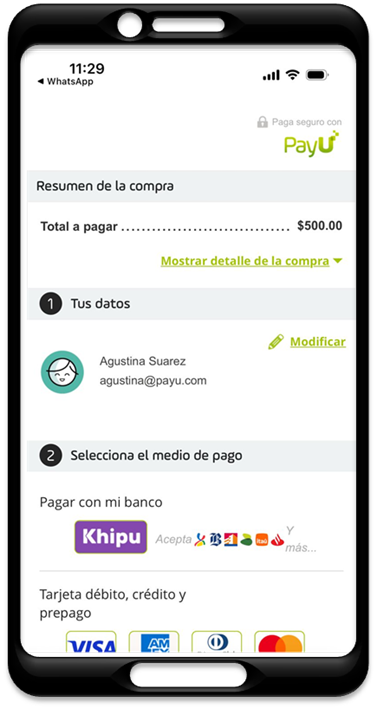 11:29
WhatsApp
Paga seguro con
PayU
Resumen de la compra
Total a pagar ................................ $500.00
Mostrar detalle de la compra
1 Tus datos
Modificar
Agustina Suarez
agustina@payu.com
2 Selecciona el medio de pago
Pagar con mi banco
Khipu Acepta Itaú Y
más...
Tarjeta débito, crédito y
prepago
VISA AM